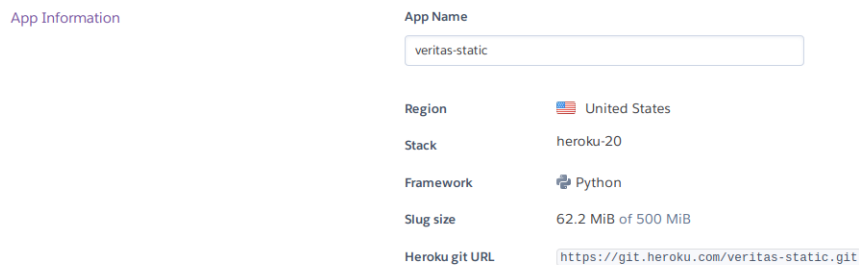 App Information
App Name
veritas-static
Region United States
Stack heroku-20
Framework Python
Slug size 62.2 MiB of 500 MiB
Heroku git URL https://git.heroku.com/veritas-static.git